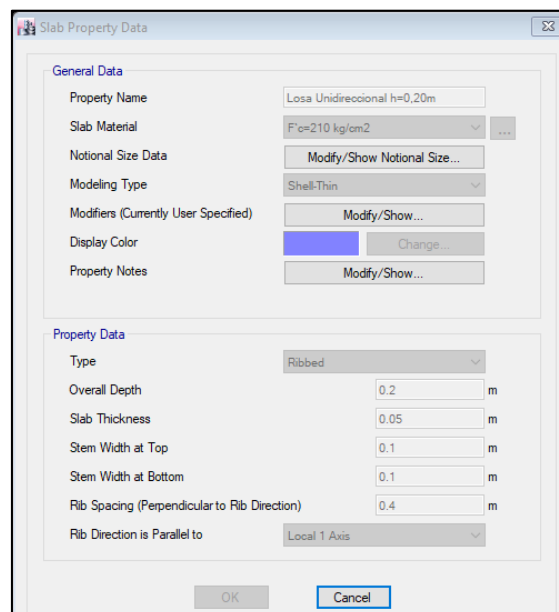 Slab Property Data
General Data
Property Name Losa Unidireccional h=0,20m
Slab Material F'c=210 kg/cm2 ...
Notional Size Data Modify/Show Notional Size...
Modeling Type Shell-Thin
Modifiers (Currently User Specified) Modify/Show...
Display Color Change...
Property Notes Modify/Show...
Property Data
Type Ribbed
Overall Depth 0.2 m
Slab Thickness 0.05 m
Stem Width at Top 0.1 m
Stem Width at Bottom 0.1 m
Rib Spacing (Perpendicular to Rib Direction) 0.4 m
Rib Direction is Parallel to Local 1 Axis
OK Cancel